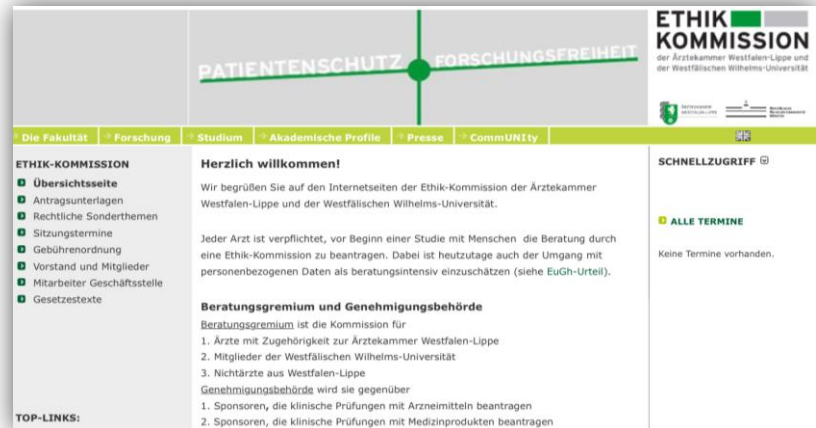 PATIENTENSCHUTZ FORSCHUNGSFREIHEIT
ETHIK
KOMMISSION
der Ärztekammer Westfalen-Lippe und
der Westfälischen Wilhelms-Universität
Die Fakultät Forschung Studium Akademische Profile Presse CommUNIty
ETHIK-KOMMISSION
Übersichtsseite
Antragsunterlagen
Rechtliche Sonderthemen
Sitzungstermine
Gebührenordnung
Vorstand und Mitglieder
Mitarbeiter Geschäftsstelle
Gesetzestexte
TOP-LINKS:
Herzlich willkommen!
Wir begrüßen Sie auf den Internetseiten der Ethik-Kommission der Ärztekammer
Westfalen-Lippe und der Westfälischen Wilhelms-Universität.
Jeder Arzt ist verpflichtet, vor Beginn einer Studie mit Menschen die Beratung durch
eine Ethik-Kommission zu beantragen. Dabei ist heutzutage auch der Umgang mit
personenbezogenen Daten als beratungsintensiv einzuschätzen (siehe EuGh-Urteil).
Beratungsgremium und Genehmigungsbehörde
Beratungsgremium ist die Kommission für
1. Ärzte mit Zugehörigkeit zur Ärztekammer Westfalen-Lippe
2. Mitglieder der Westfälischen Wilhelms-Universität
3. Nichtärzte aus Westfalen-Lippe
Genehmigungsbehörde wird sie gegenüber
1. Sponsoren, die klinische Prüfungen mit Arzneimitteln beantragen
2. Sponsoren, die klinische Prüfungen mit Medizinprodukten beantragen
SCHNELLZUGRIFF
ALLE TERMINE
Keine Termine vorhanden.